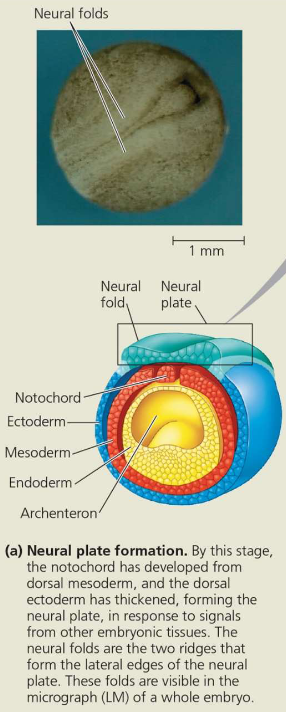 Neural folds
1 mm
Neural
fold
Neural
plate
Notochord
Ectoderm
Mesoderm
Endoderm
Archenteron
(a) Neural plate formation. By this stage,
the notochord has developed from
dorsal mesoderm, and the dorsal
ectoderm has thickened, forming the
neural plate, in response to signals
from other embryonic tissues. The
neural folds are the two ridges that
form the lateral edges of the neural
plate. These folds are visible in the
micrograph (LM) of a whole embryo.